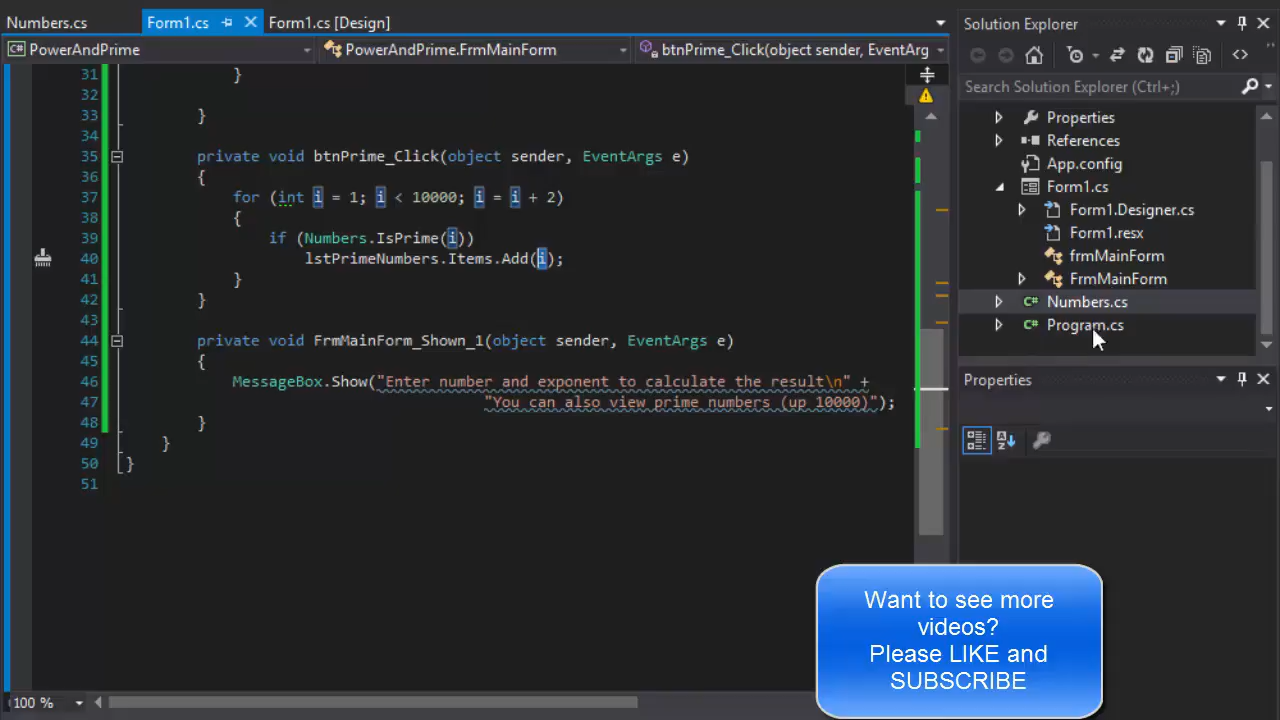 Numbers.cs
Form1.cs
Form1.cs [Design]
Solution Explorer
PowerAndPrime
PowerAndPrime.FrmMainForm
btnPrime_Click(object sender, EventArg
Search Solution Explorer (Ctrl+;)
31 }
32
33 }
34
35 private void btnPrime_Click(object sender, EventArgs e)
36 {
37 for (int i = 1; i < 10000; i = i + 2)
38 {
39 if (Numbers.IsPrime(i))
40 lstPrimeNumbers.Items.Add(i);
41 }
42 }
43
44 private void FrmMainForm_Shown_1(object sender, EventArgs e)
45 {
46 MessageBox.Show("Enter number and exponent to calculate the result\n" +
47 "You can also view prime numbers (up 10000)");
48 }
49 }
50 }
51
100 %
Properties
References
App.config
Form1.cs
Form1.Designer.cs
Form1.resx
frmMainForm
FrmMainForm
C# Numbers.cs
C# Program.cs
Properties
Want to see more
videos?
Please LIKE and
SUBSCRIBE